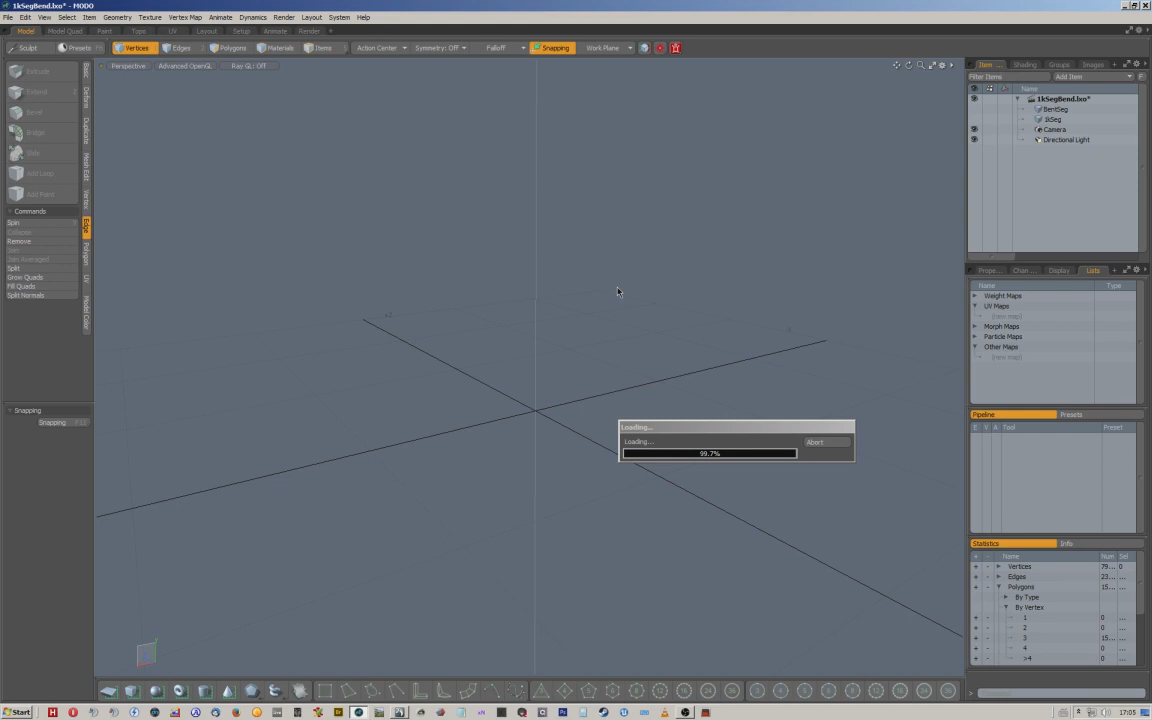 1kSegBend.lxo* - MODO
File Edit View Select Item Geometry Texture Vertex Map Animate Dynamics Render Layout System Help
Model Model Quad Paint Type UV Layout Setup Animate Render +
Sculpt Presets F6 Vertices Edges Polygons Materials Items Action Center Symmetry: Off Falloff Snapping Work Plane
Perspective Advanced OpenGL Ray GL: Off
Extrude
Extend
Bevel
Bridge
Slide
Add Loop
Add Point
Basic
Deform
Duplicate
Mesh Edit
Vertex
Edge
Polygon
UV
Model Color
Commands
Spin
Collapse
Remove
Join
Join Averaged
Split
Grow Quads
Fill Quads
Split Normals
Snapping
Snapping F11
Loading...
Loading... Abort
99.7%
Item ... Shading Groups Images +
Filter Items Add Item F
Name
1kSegBend.lxo*
BentSeg
1kSeg
Camera
Directional Light
Prope... Chan ... Display Lists +
Name Type
Weight Maps
UV Maps
(new map)
Morph Maps
Particle Maps
Other Maps
(new map)
Pipeline Presets
E V A Tool Preset
Statistics Info
Name Num Sel
+ - Vertices 79... 0
+ - Edges 23... ...
+ - Polygons 15... ...
+ - By Type ...
+ - By Vertex ...
+ - 1 0 ...
+ - 2 0 ...
+ - 3 15... ...
+ - 4 0 ...
+ - >4 0 ...
Start 17:05